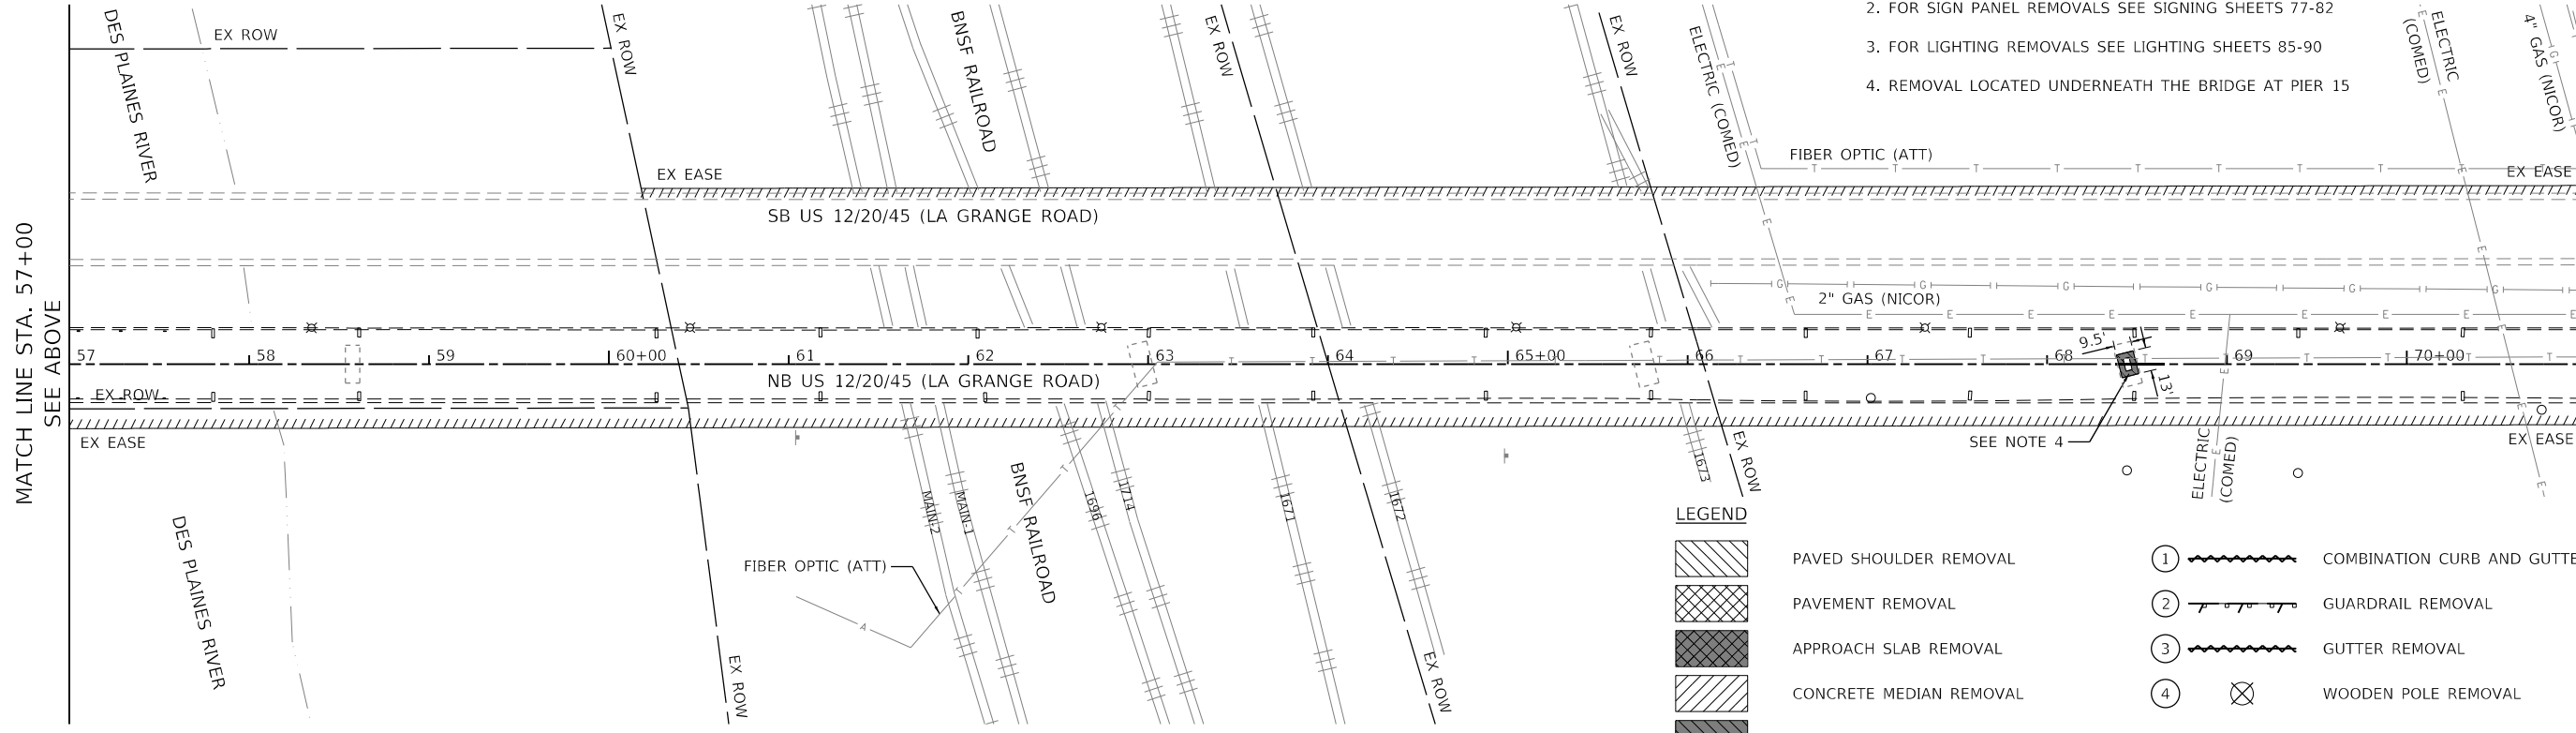 2. FOR SIGN PANEL REMOVALS SEE SIGNING SHEETS 77-82
3. FOR LIGHTING REMOVALS SEE LIGHTING SHEETS 85-90
4. REMOVAL LOCATED UNDERNEATH THE BRIDGE AT PIER 15
DES PLAINES RIVER
EX ROW
EX ROW
BNSF RAILROAD
EX ROW
EX ROW
ELECTRIC (COMED)
ELECTRIC
(COMED)
4" GAS (NICOR)
FIBER OPTIC (ATT)
EX EASE
EX EASE
SB US 12/20/45 (LA GRANGE ROAD)
MATCH LINE STA. 57+00
SEE ABOVE
2" GAS (NICOR)
9.5'
57 58 59 60+00 61 62 63 64 65+00 66 67 68 69 70+00
NB US 12/20/45 (LA GRANGE ROAD)
13'
EX ROW
EX EASE
SEE NOTE 4
EX EASE
ELECTRIC
(COMED)
EX ROW
1673
MAIN-2
MAIN-1
1696
1714
1671
1672
BNSF RAILROAD
DES PLAINES RIVER
FIBER OPTIC (ATT)
EX ROW
EX ROW
LEGEND
PAVED SHOULDER REMOVAL
1 COMBINATION CURB AND GUTTE
PAVEMENT REMOVAL
2 GUARDRAIL REMOVAL
APPROACH SLAB REMOVAL
3 GUTTER REMOVAL
CONCRETE MEDIAN REMOVAL
4 WOODEN POLE REMOVAL